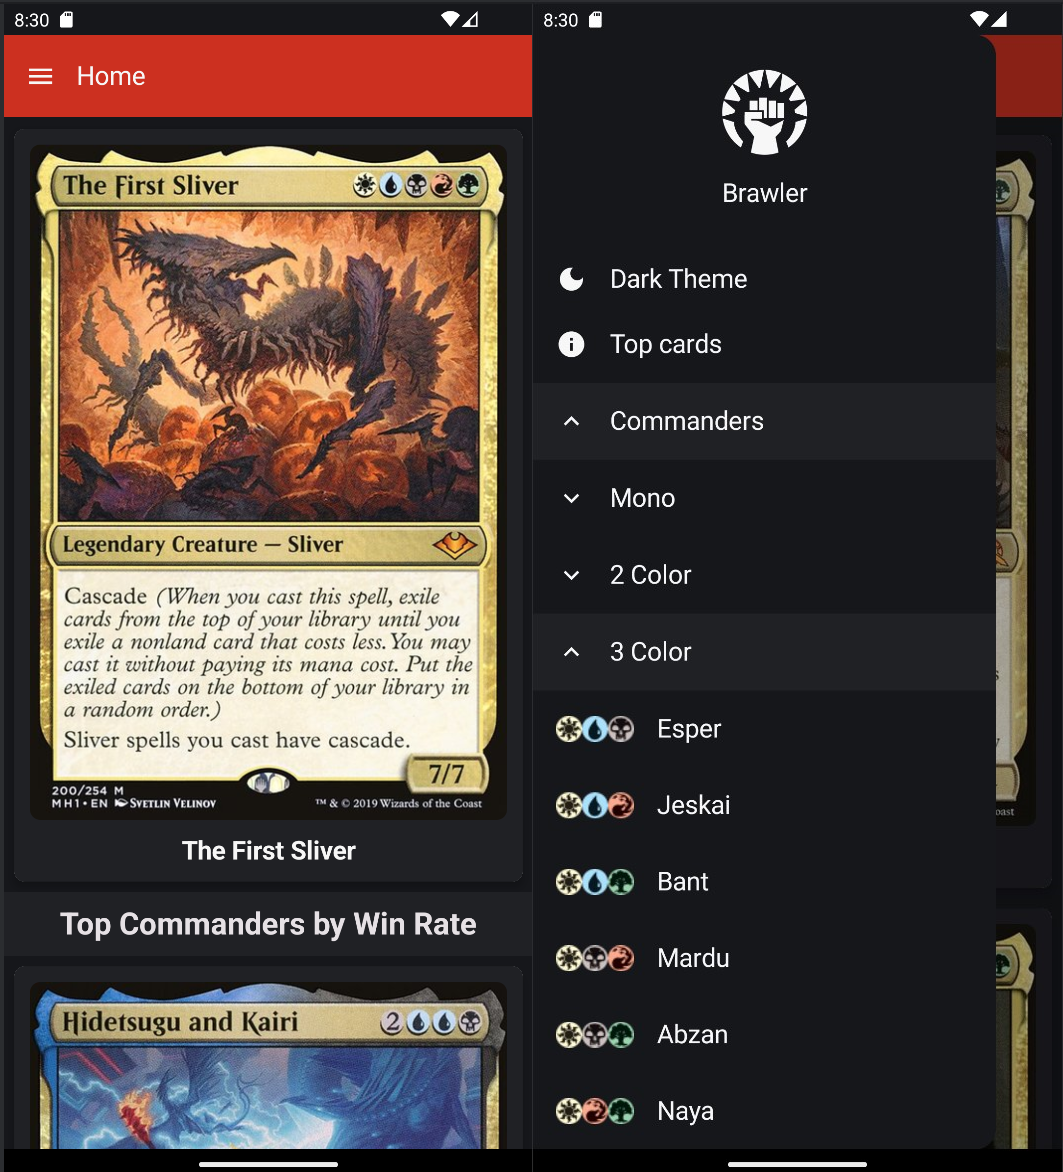 8:30
Home
The First Sliver
Legendary Creature — Sliver
Cascade (When you cast this spell, exile
cards from the top of your library until you
exile a nonland card that costs less. You may
cast it without paying its mana cost. Put the
exiled cards on the bottom of your library in
a random order.)
Sliver spells you cast have cascade.
7/7
200/254 M
MH1 • EN SVETLIN VELINOV
™ & © 2019 Wizards of the Coast
The First Sliver
Top Commanders by Win Rate
Hidetsugu and Kairi
2
8:30
Brawler
Dark Theme
Top cards
Commanders
Mono
2 Color
3 Color
Esper
Jeskai
Bant
Mardu
Abzan
Naya